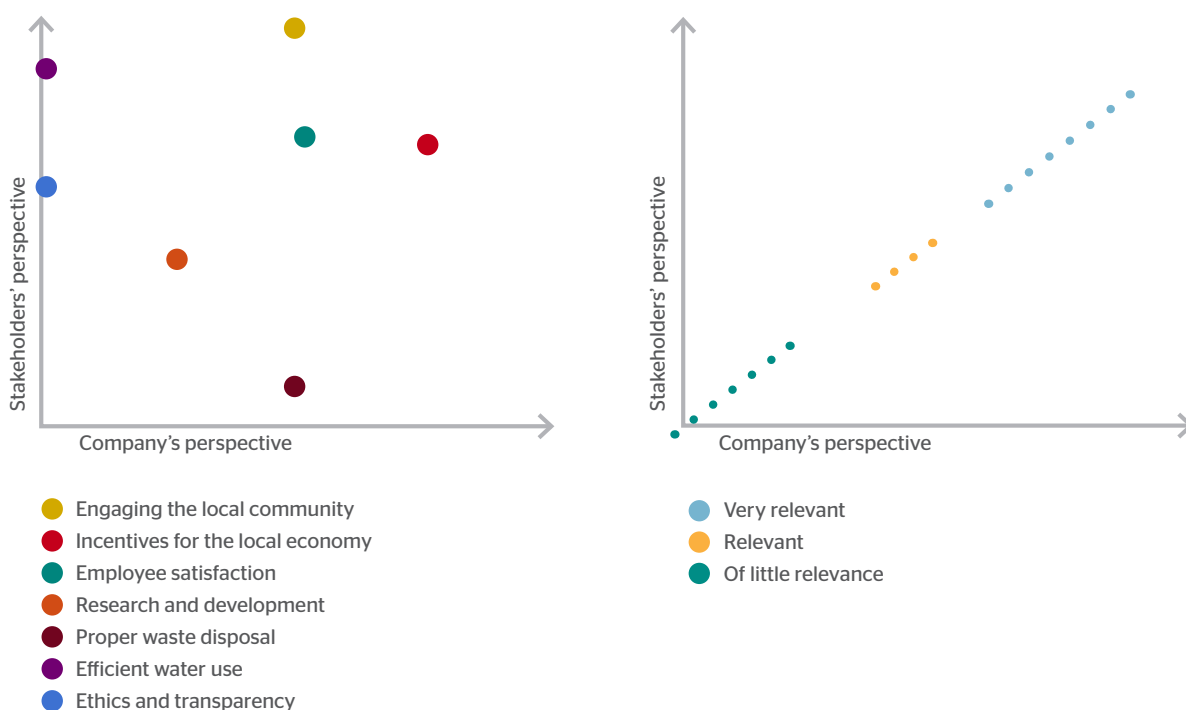 Stakeholders' perspective
Company's perspective
Engaging the local community
Incentives for the local economy
Employee satisfaction
Research and development
Proper waste disposal
Efficient water use
Ethics and transparency
Stakeholders' perspective
Company's perspective
Very relevant
Relevant
Of little relevance